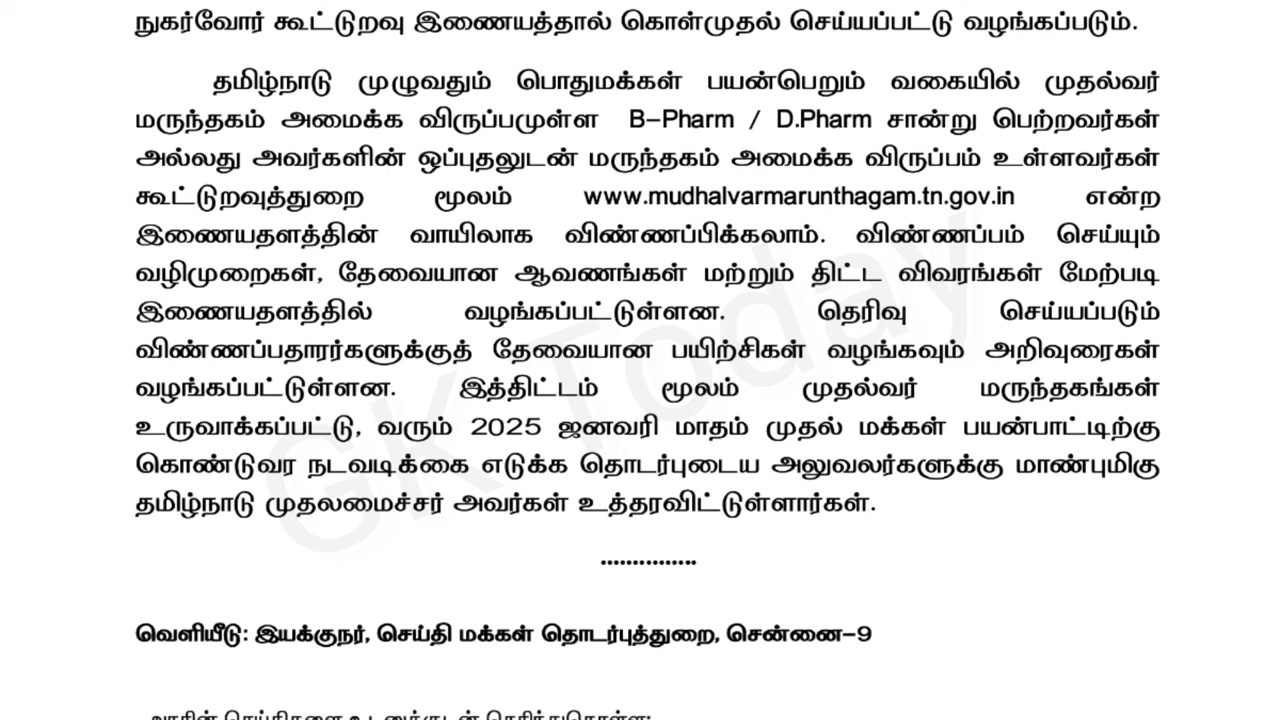 நுகர்வோர் கூட்டுறவு இணையத்தால் கொள்முதல் செய்யப்பட்டு வழங்கப்படும்.
தமிழ்நாடு முழுவதும் பொதுமக்கள் பயன்பெறும் வகையில் முதல்வர்
மருந்தகம் அமைக்க விருப்பமுள்ள B-Pharm / D.Pharm சான்று பெற்றவர்கள்
அல்லது அவர்களின் ஒப்புதலுடன் மருந்தகம் அமைக்க விருப்பம் உள்ளவர்கள்
கூட்டுறவுத்துறை மூலம் www.mudhalvarmarunthagam.tn.gov.in என்ற
இணையதளத்தின் வாயிலாக விண்ணப்பிக்கலாம். விண்ணப்பம் செய்யும்
வழிமுறைகள், தேவையான ஆவணங்கள் மற்றும் திட்ட விவரங்கள் மேற்படி
இணையதளத்தில் வழங்கப்பட்டுள்ளன. தெரிவு செய்யப்படும்
விண்ணப்பதாரர்களுக்குத் தேவையான பயிற்சிகள் வழங்கவும் அறிவுரைகள்
வழங்கப்பட்டுள்ளன. இத்திட்டம் மூலம் முதல்வர் மருந்தகங்கள்
உருவாக்கப்பட்டு, வரும் 2025 ஜனவரி மாதம் முதல் மக்கள் பயன்பாட்டிற்கு
கொண்டுவர நடவடிக்கை எடுக்க தொடர்புடைய அலுவலர்களுக்கு மாண்புமிகு
தமிழ்நாடு முதலமைச்சர் அவர்கள் உத்தரவிட்டுள்ளார்கள்.
...............
வெளியீடு: இயக்குநர், செய்தி மக்கள் தொடர்புத்துறை, சென்னை-9
GK Today